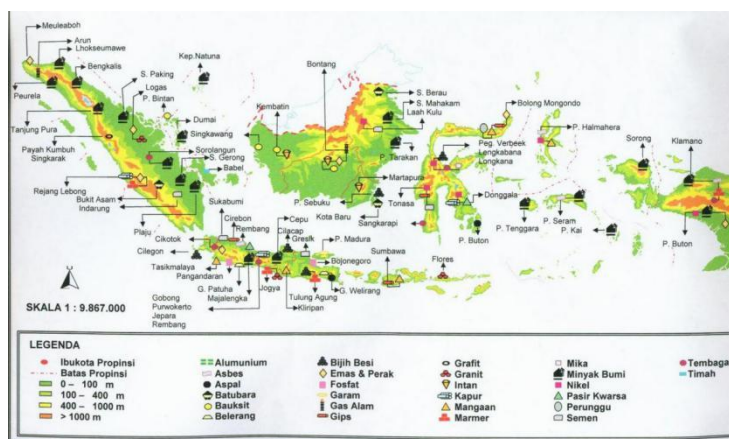 Meuleaboh
Arun
Lhokseumawe
Bengkalis
Peurela
Tanjung Pura
Payah Kumbuh
Singkarak
Rejang Lebong
Bukit Asam
Indarung
Plaju
S. Paking
Logas
P. Bintan
Dumai
Singkawang
Sorolangun
S. Gerong
Babel
Kep.Natuna
Kembatin
Bontang
S. Berau
S. Mahakam
Laah Kulu
P. Tarakan
Martapura
P. Sebuku
Kota Baru
Sangkarapi
Tonasa
Peg. Verbeek
Lengkabana
Longkana
Bolong Mongondo
P. Halmahera
Donggala
P. Buton
P. Tenggara
P. Seram
P. Kai
Sorong
Klamano
P. Buton
Sukabumi
Cirebon
Rembang
Cepu
Cilacap
Gresik
P. Madura
Bojonegoro
Cikotok
Cilegon
Tasikmalaya
Pangandaran
G. Patuha
Majalengka
Jogya
Kliripan
Tulung Agung
G. Welirang
Sumbawa
Flores
Gobong
Purwokerto
Jepara
Rembang
SKALA 1 : 9.867.000
LEGENDA
Ibukota Propinsi
Batas Propinsi
0 – 100 m
100 – 400 m
400 – 1000 m
> 1000 m
Alumunium
Asbes
Aspal
Batubara
Bauksit
Belerang
Bijih Besi
Emas & Perak
Fosfat
Garam
Gas Alam
Gips
Grafit
Granit
Intan
Kapur
Mangaan
Marmer
Mika
Minyak Bumi
Nikel
Pasir Kwarsa
Perunggu
Semen
Tembaga
Timah